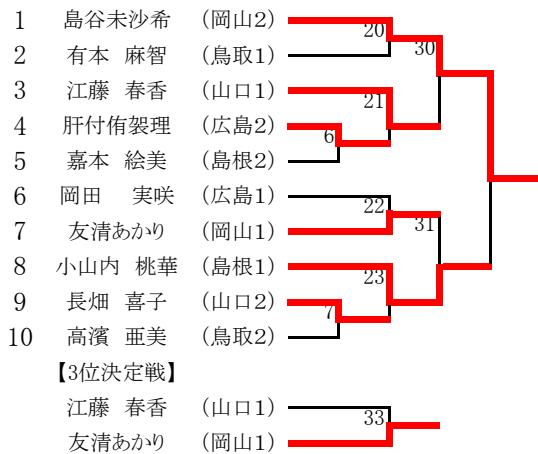 1 島谷未沙希 (岡山2)
20
30
2 有本 麻智 (鳥取1)
3 江藤 春香 (山口1)
21
4 肝付侑袈理 (広島2)
6
5 嘉本 絵美 (島根2)
6 岡田 実咲 (広島1)
22
31
7 友清あかり (岡山1)
8 小山内 桃華 (島根1)
23
9 長畑 喜子 (山口2)
7
10 高濱 亜美 (鳥取2)
【3位決定戦】
江藤 春香 (山口1)
33
友清あかり (岡山1)